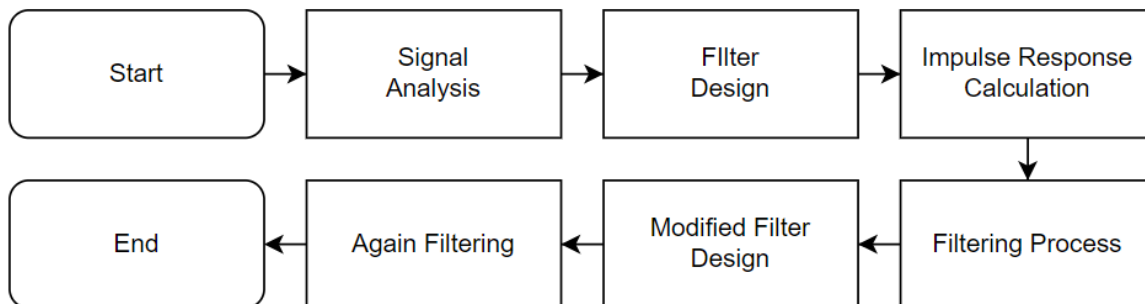 Start
Signal
Analysis
FIlter
Design
Impulse Response
Calculation
Filtering Process
Modified Filter
Design
Again Filtering
End